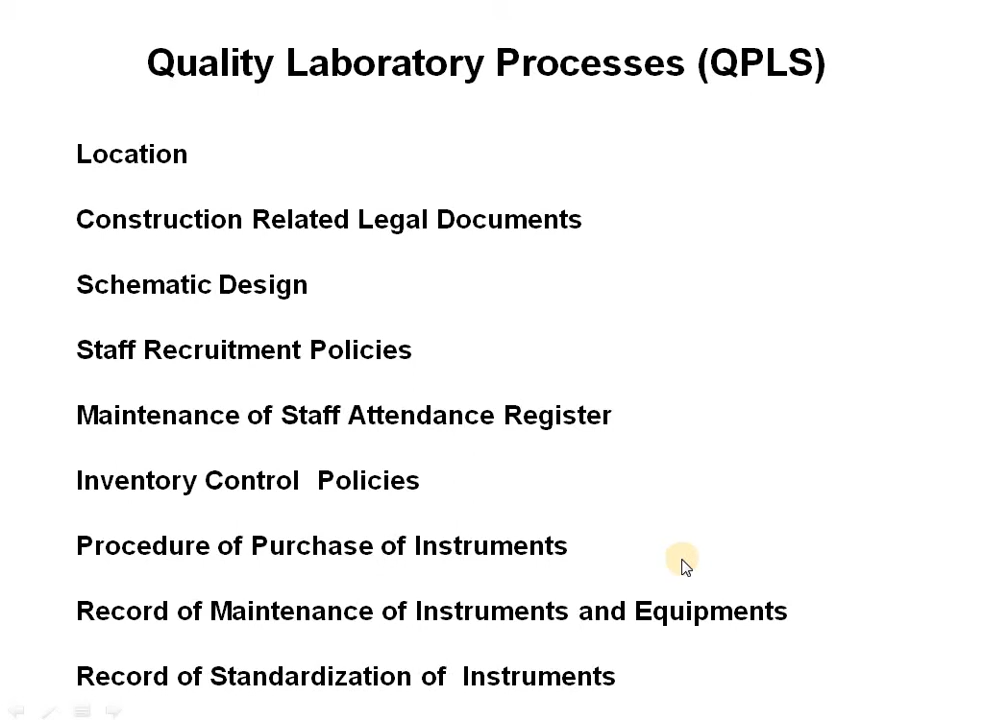 Quality Laboratory Processes (QPLS)
Location
Construction Related Legal Documents
Schematic Design
Staff Recruitment Policies
Maintenance of Staff Attendance Register
Inventory Control  Policies
Procedure of Purchase of Instruments
Record of Maintenance of Instruments and Equipments
Record of Standardization of  Instruments